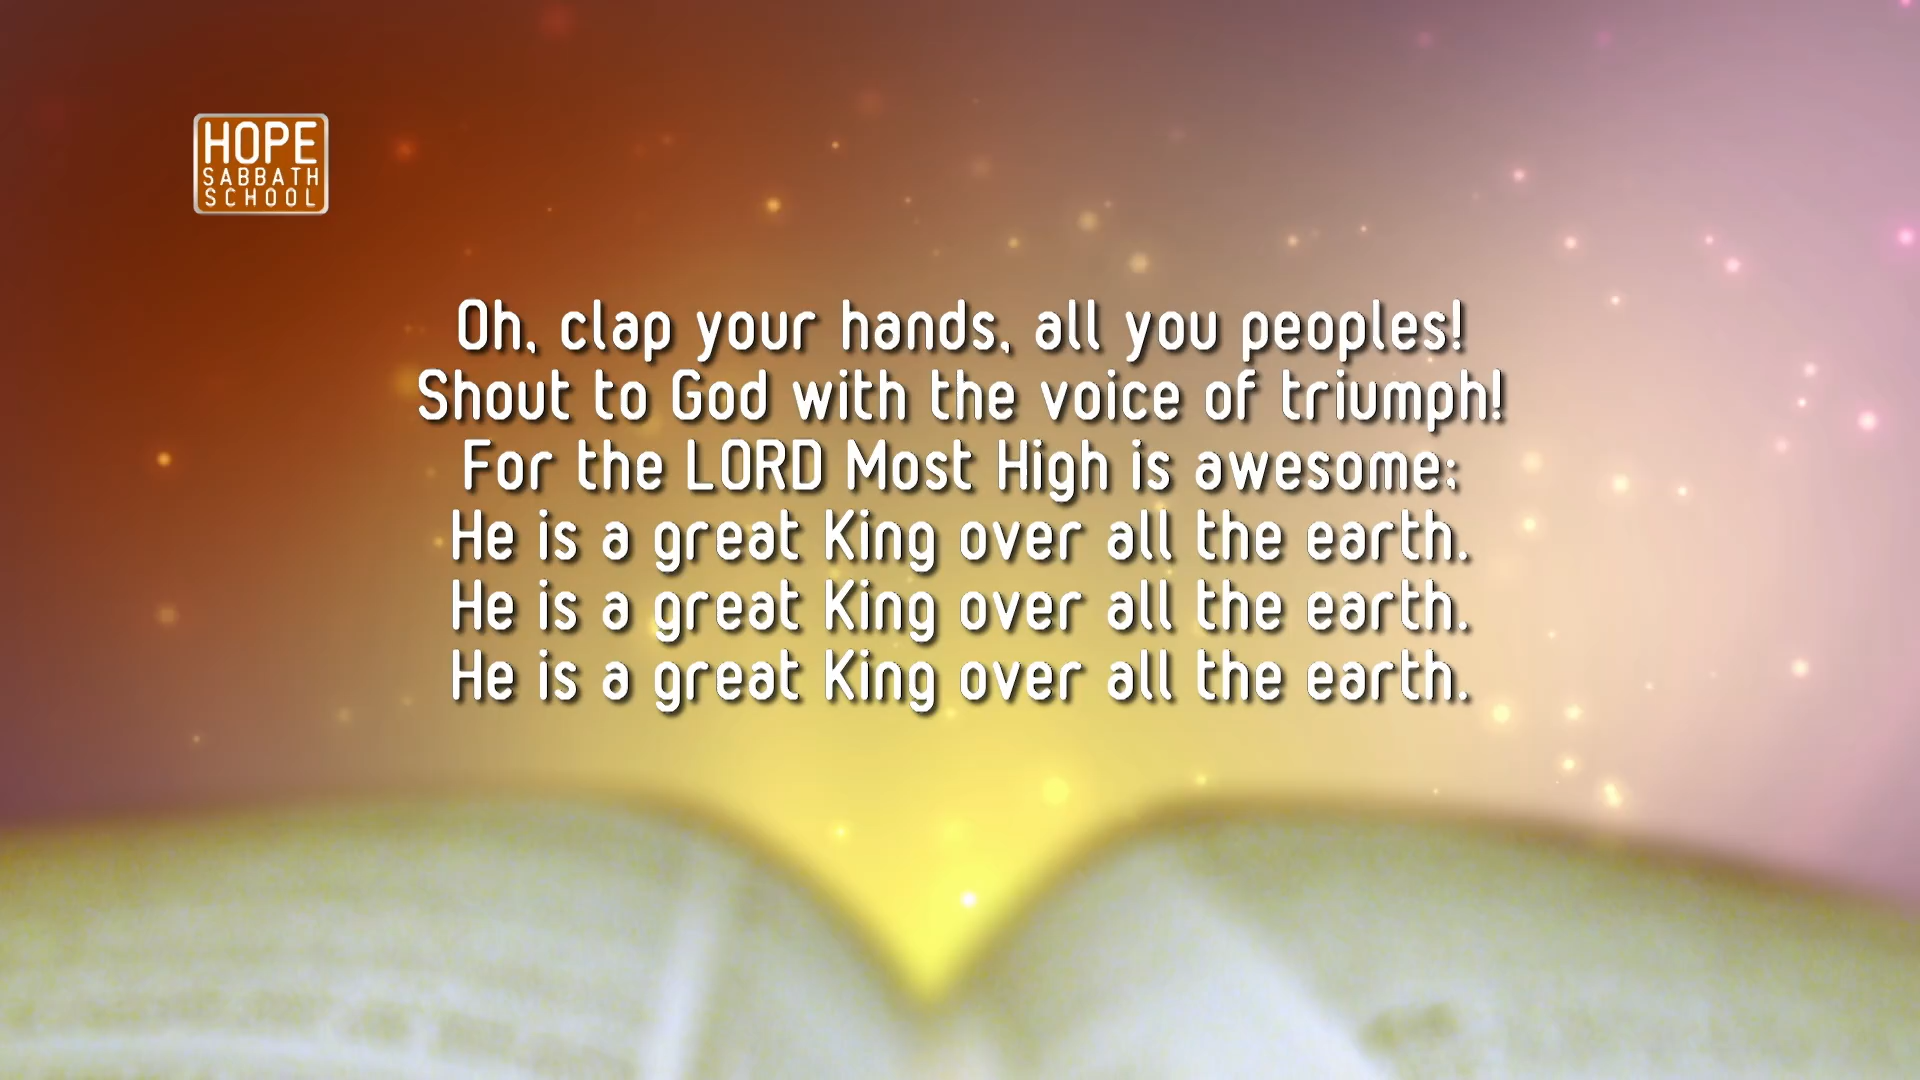 HOPE
SABBATH
SCHOOL
Oh, clap your hands, all you peoples!
Shout to God with the voice of triumph!
For the LORD Most High is awesome;
He is a great King over all the earth.
He is a great King over all the earth.
He is a great King over all the earth.